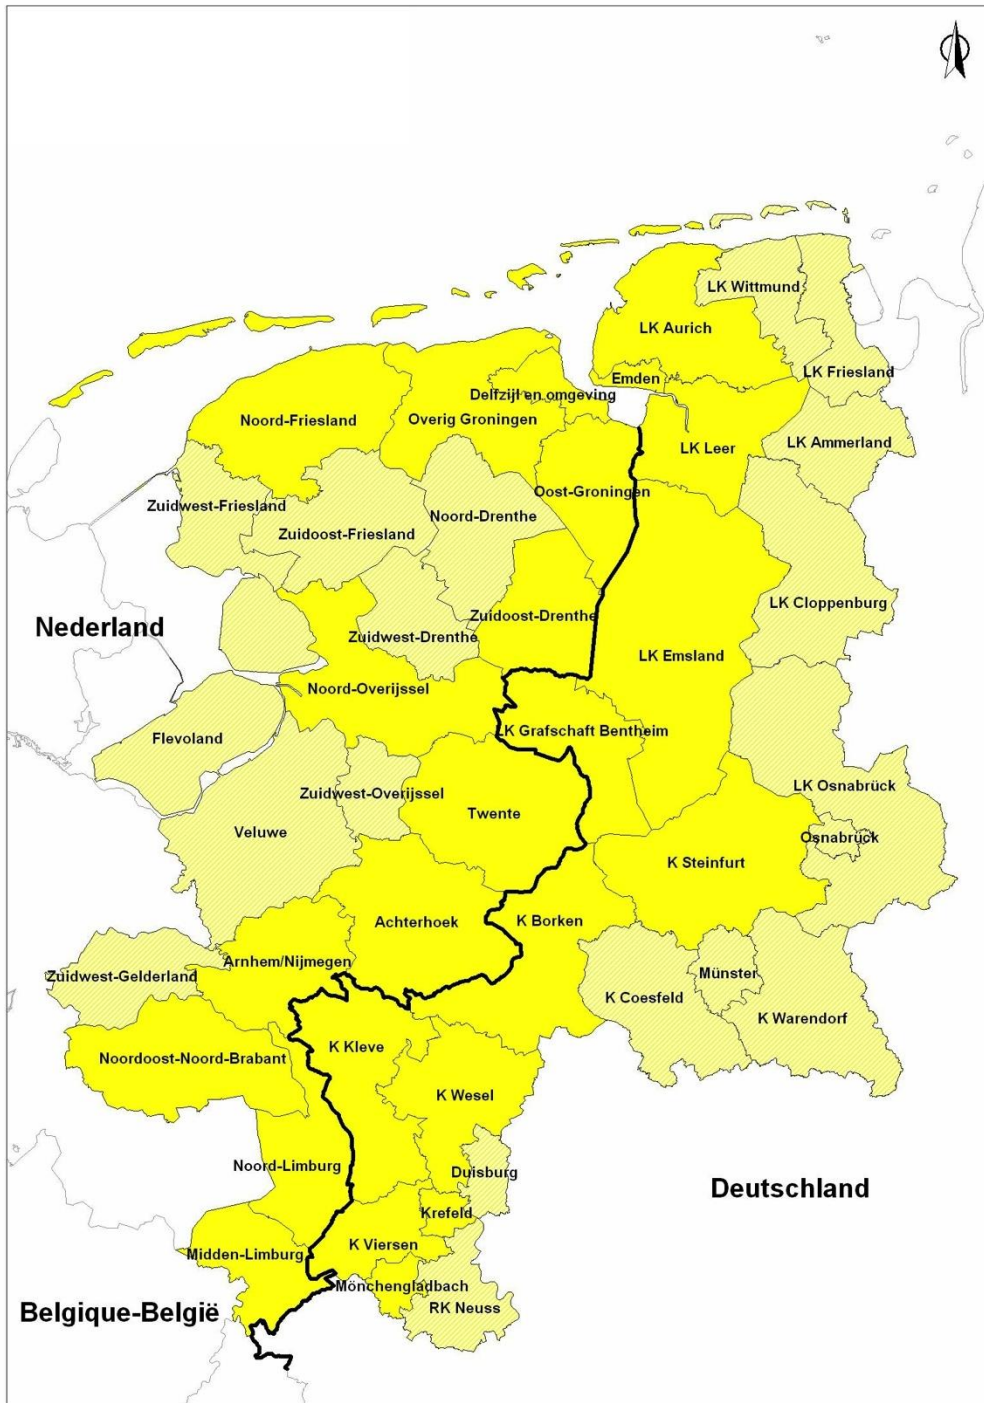 LK Wittmund
LK Aurich
LK Friesland
Emden
Delfzijl en omgeving
Noord-Friesland
Overig Groningen
LK Leer
LK Ammerland
Oost-Groningen
Zuidwest-Friesland
Noord-Drenthe
Zuidoost-Friesland
LK Cloppenburg
Zuidoost-Drenthe
Nederland
Zuidwest-Drenthe
LK Emsland
Noord-Overijssel
LK Grafschaft Bentheim
Flevoland
LK Osnabrück
Zuidwest-Overijssel
Twente
Veluwe
Osnabrück
K Steinfurt
Achterhoek
K Borken
Arnhem/Nijmegen
Münster
Zuidwest-Gelderland
K Coesfeld
K Warendorf
K Kleve
Noordoost-Noord-Brabant
K Wesel
Noord-Limburg
Duisburg
Deutschland
Krefeld
K Viersen
Midden-Limburg
Mönchengladbach
RK Neuss
Belgique-België